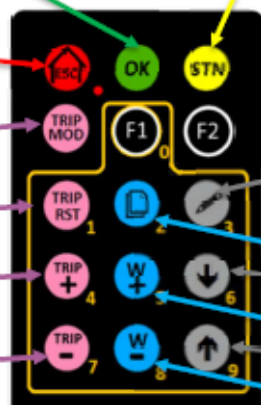 ESC OK STN
TRIP MOD F1 0 F2
TRIP RST 1 2 3
TRIP + 4 W + 5 6
TRIP - 7 W - 8 9